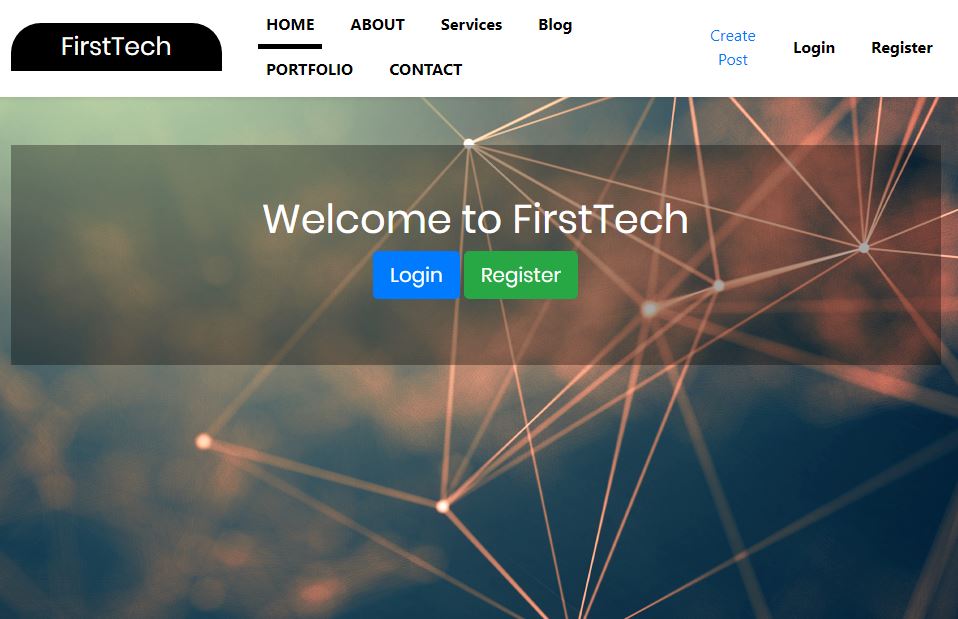 FirstTech
HOME ABOUT Services Blog
PORTFOLIO CONTACT
Create
Post
Login Register
Welcome to FirstTech
Login Register